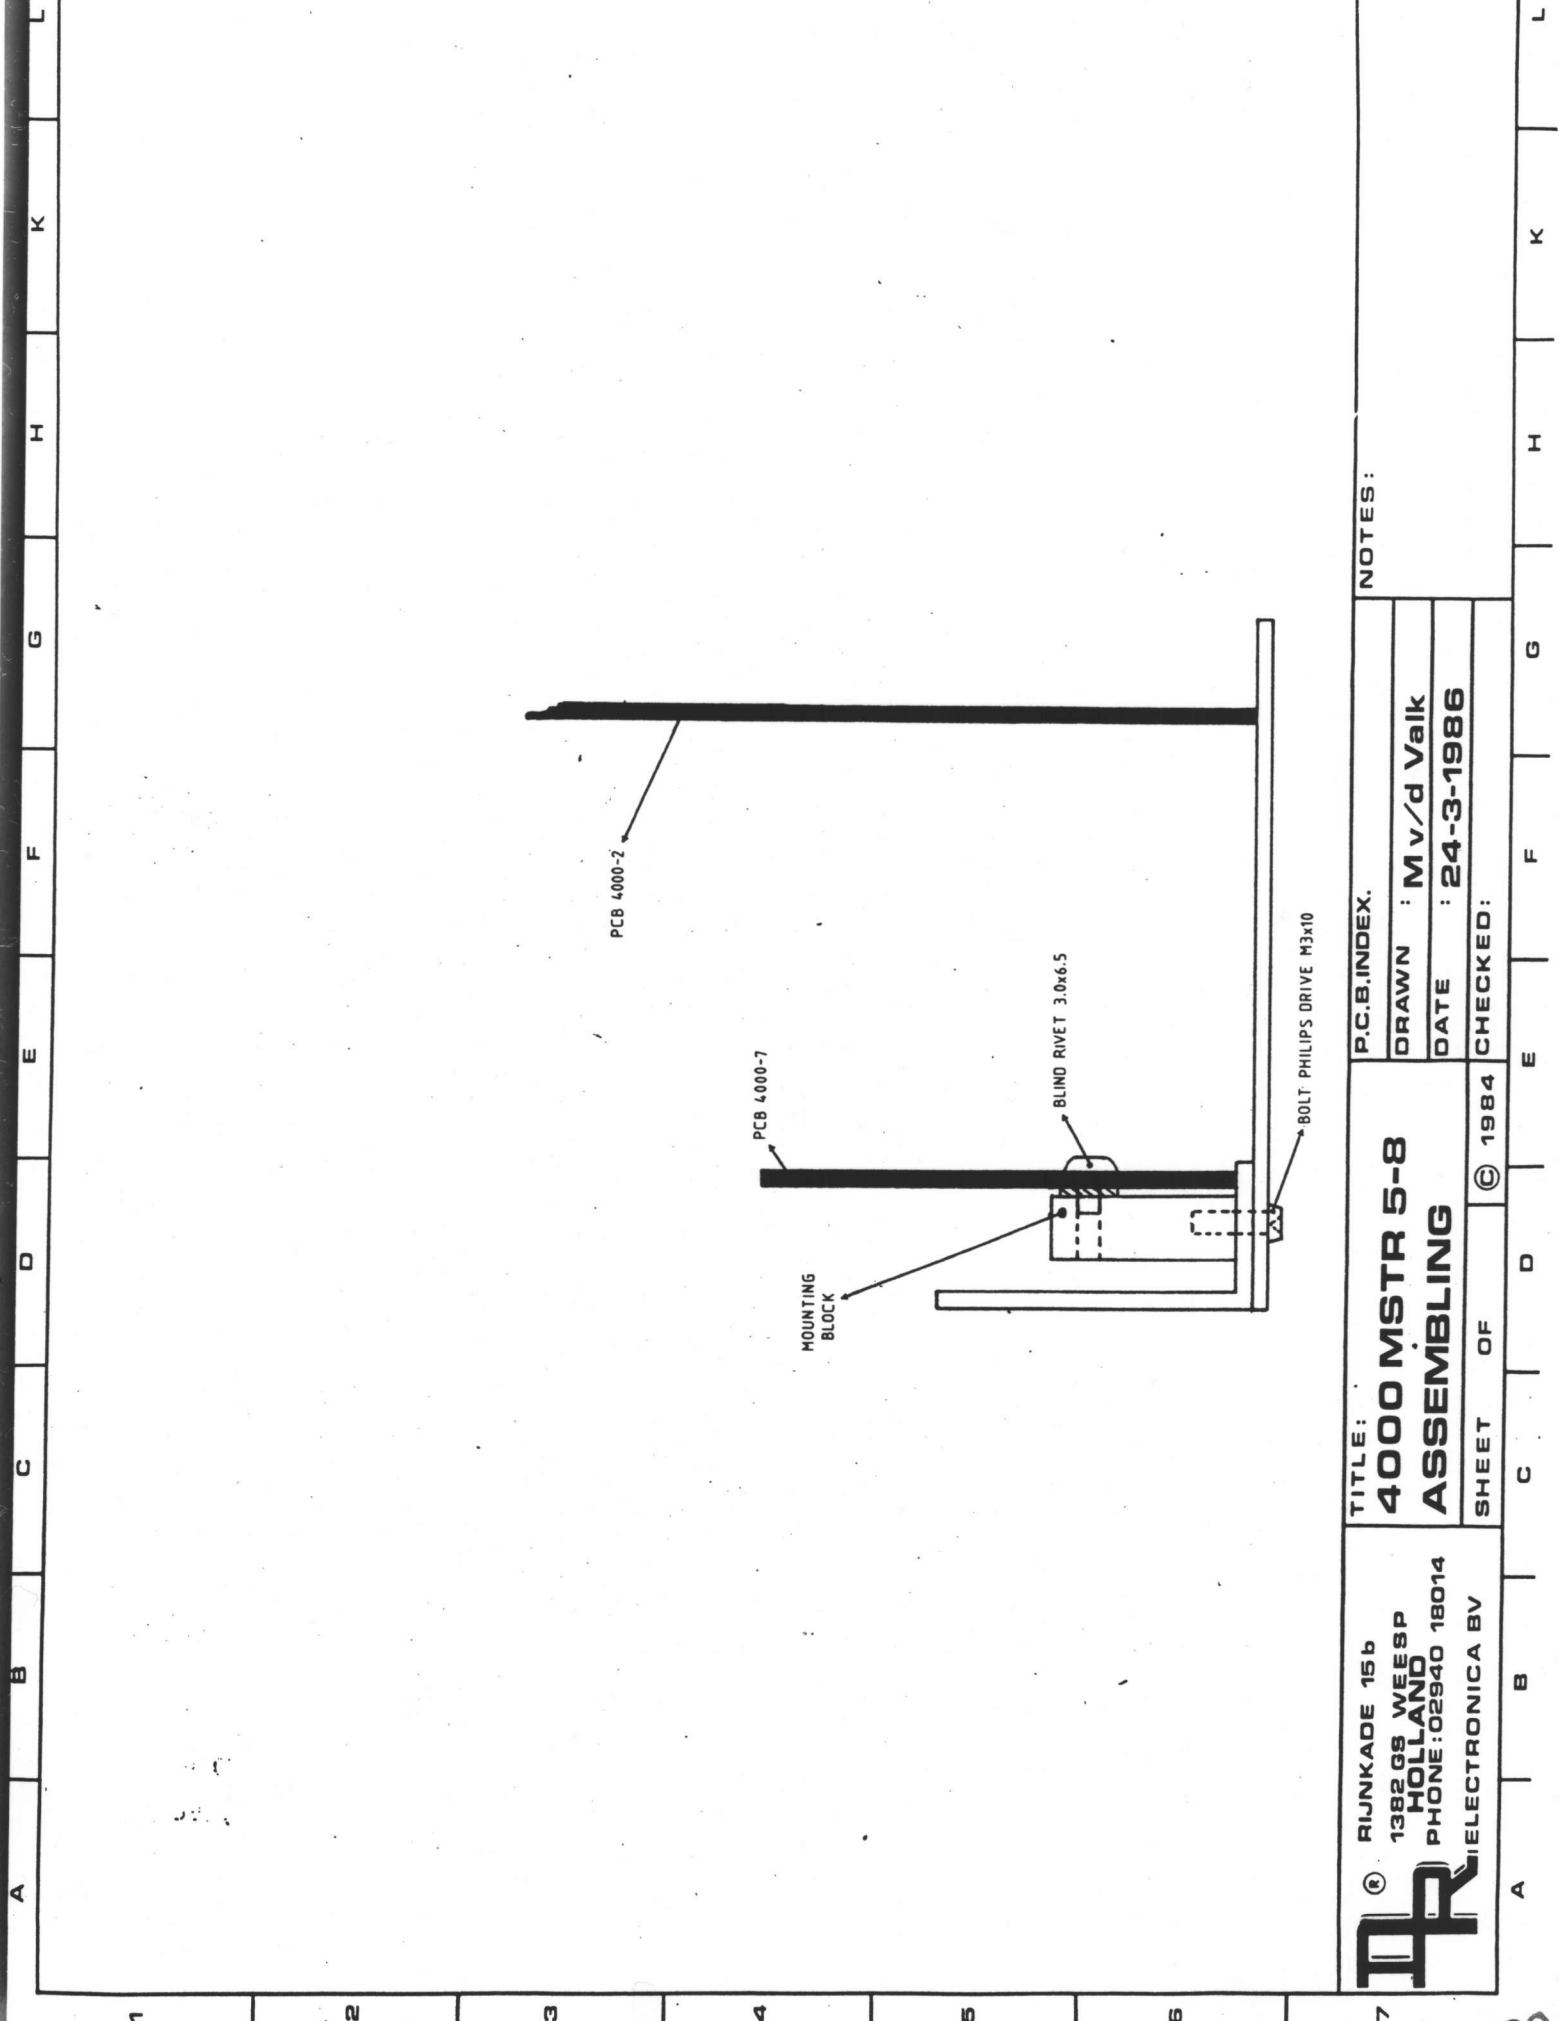 A B C D E F G H K L
1
2
3
4
5
6
7
PCB 4000-2
PCB 4000-7
BLIND RIVET 3.0x6.5
MOUNTING
BLOCK
BOLT PHILIPS DRIVE M3x10
®
RIJNKADE 15b
1382 GS WEESP
HOLLAND
PHONE:02940 18014
ELECTRONICA BV
TITLE:
4000 MSTR 5-8
ASSEMBLING
SHEET OF
© 1984
P.C.B.INDEX.
DRAWN : M v/d Valk
DATE : 24-3-1986
CHECKED:
NOTES:
A B C D E F G H K L